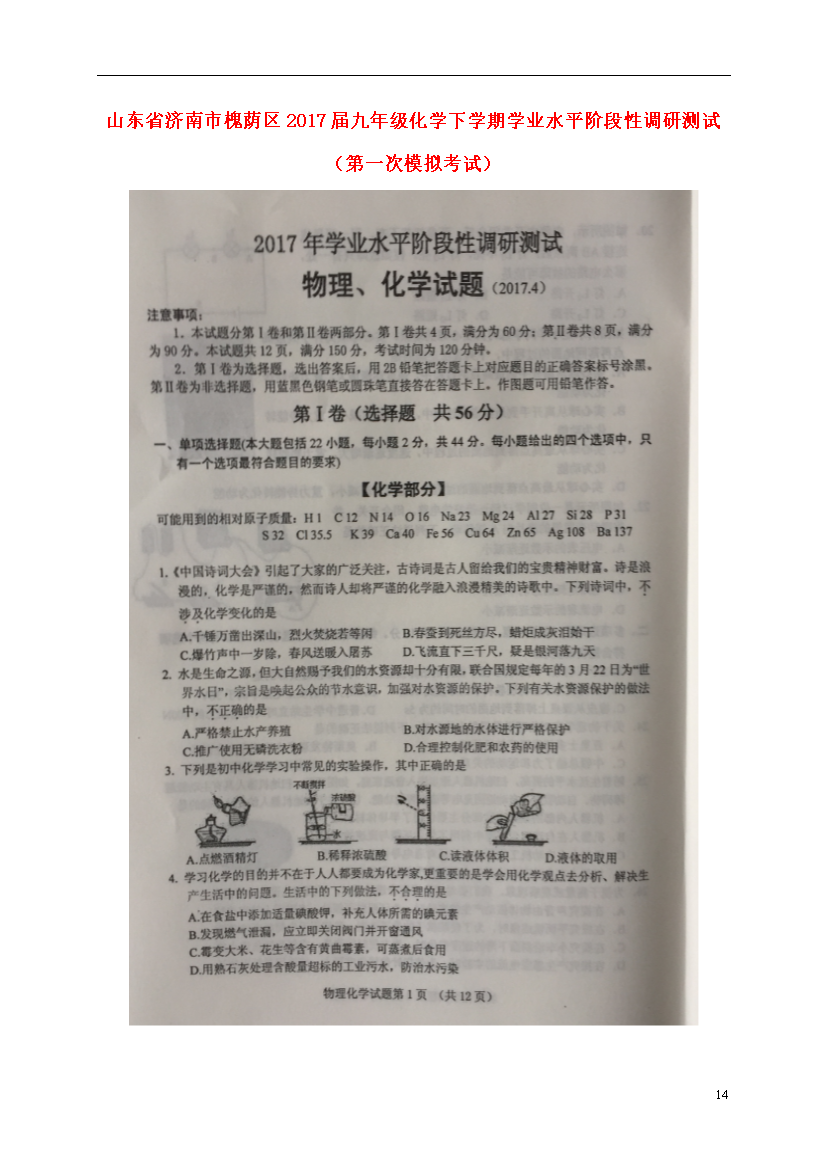 山东省济南市槐荫区2017届九年级化学下学期学业水平阶段性调研测试
（第一次模拟考试）
2017年学业水平阶段性调研测试
物理、化学试题（2017.4）
注意事项：
1．本试题分第Ⅰ卷和第Ⅱ卷两部分。第Ⅰ卷共4页，满分为60分；第Ⅱ卷共8页，满分
为90分。本试题共12页，满分150分，考试时间为120分钟。
2．第Ⅰ卷为选择题，选出答案后，用2B铅笔把答题卡上对应题目的正确答案标号涂黑。
第Ⅱ卷为非选择题，用蓝黑色钢笔或圆珠笔直接答在答题卡上。作图题可用铅笔作答。
第Ⅰ卷（选择题 共56分）
一、单项选择题(本大题包括22小题，每小题2分，共44分。每小题给出的四个选项中，只
有一个选项最符合题目的要求)
【化学部分】
可能用到的相对原子质量：H 1 C 12 N 14 O 16 Na 23 Mg 24 Al 27 Si 28 P 31
S 32 Cl 35.5 K 39 Ca 40 Fe 56 Cu 64 Zn 65 Ag 108 Ba 137
1.《中国诗词大会》引起了大家的广泛关注，古诗词是古人留给我们的宝贵精神财富。诗是浪
漫的，化学是严谨的，然而诗人却将严谨的化学融入浪漫精美的诗歌中。下列诗词中，不
涉及化学变化的是
A.千锤万凿出深山，烈火焚烧若等闲 B.春蚕到死丝方尽，蜡炬成灰泪始干
C.爆竹声中一岁除，春风送暖入屠苏 D.飞流直下三千尺，疑是银河落九天
2. 水是生命之源，但大自然赐予我们的水资源却十分有限，联合国规定每年的3月22日为“世
界水日”，宗旨是唤起公众的节水意识，加强对水资源的保护。下列有关水资源保护的做法
中，不正确的是
A.严格禁止水产养殖 B.对水源地的水体进行严格保护
C.推广使用无磷洗衣粉 D.合理控制化肥和农药的使用
3. 下列是初中化学学习中常见的实验操作，其中正确的是
不断搅拌
浓硫酸
水
A.点燃酒精灯 B.稀释浓硫酸 C.读液体体积 D.液体的取用
4. 学习化学的目的并不在于人人都要成为化学家,更重要的是学会用化学观点去分析、解决生
产生活中的问题。生活中的下列做法，不合理的是
A.在食盐中添加适量碘酸钾，补充人体所需的碘元素
B.发现燃气泄漏，应立即关闭阀门并开窗通风
C.霉变大米、花生等含有黄曲霉素，可蒸煮后食用
D.用熟石灰处理含酸量超标的工业污水，防治水污染
物理化学试题第1页 （共12页）
14